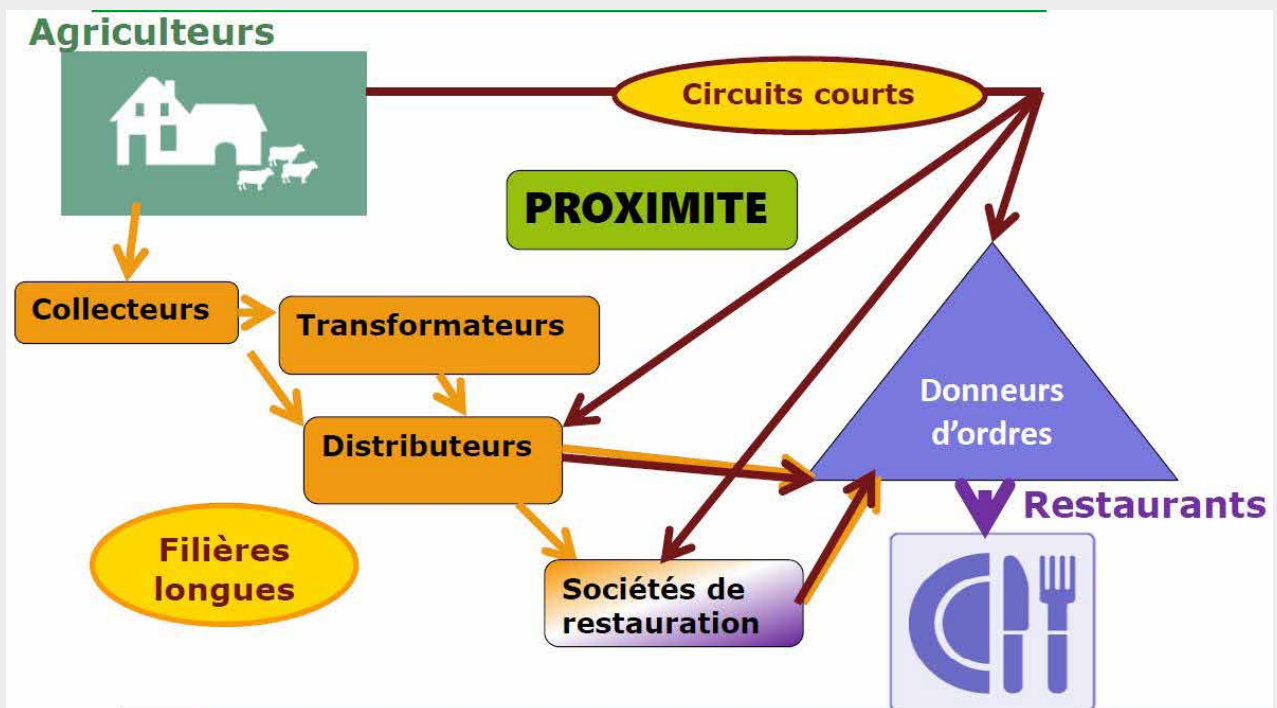 Agriculteurs
Circuits courts
PROXIMITE
Collecteurs
Transformateurs
Donneurs
d’ordres
Distributeurs
Restaurants
Filières
longues
Sociétés de
restauration